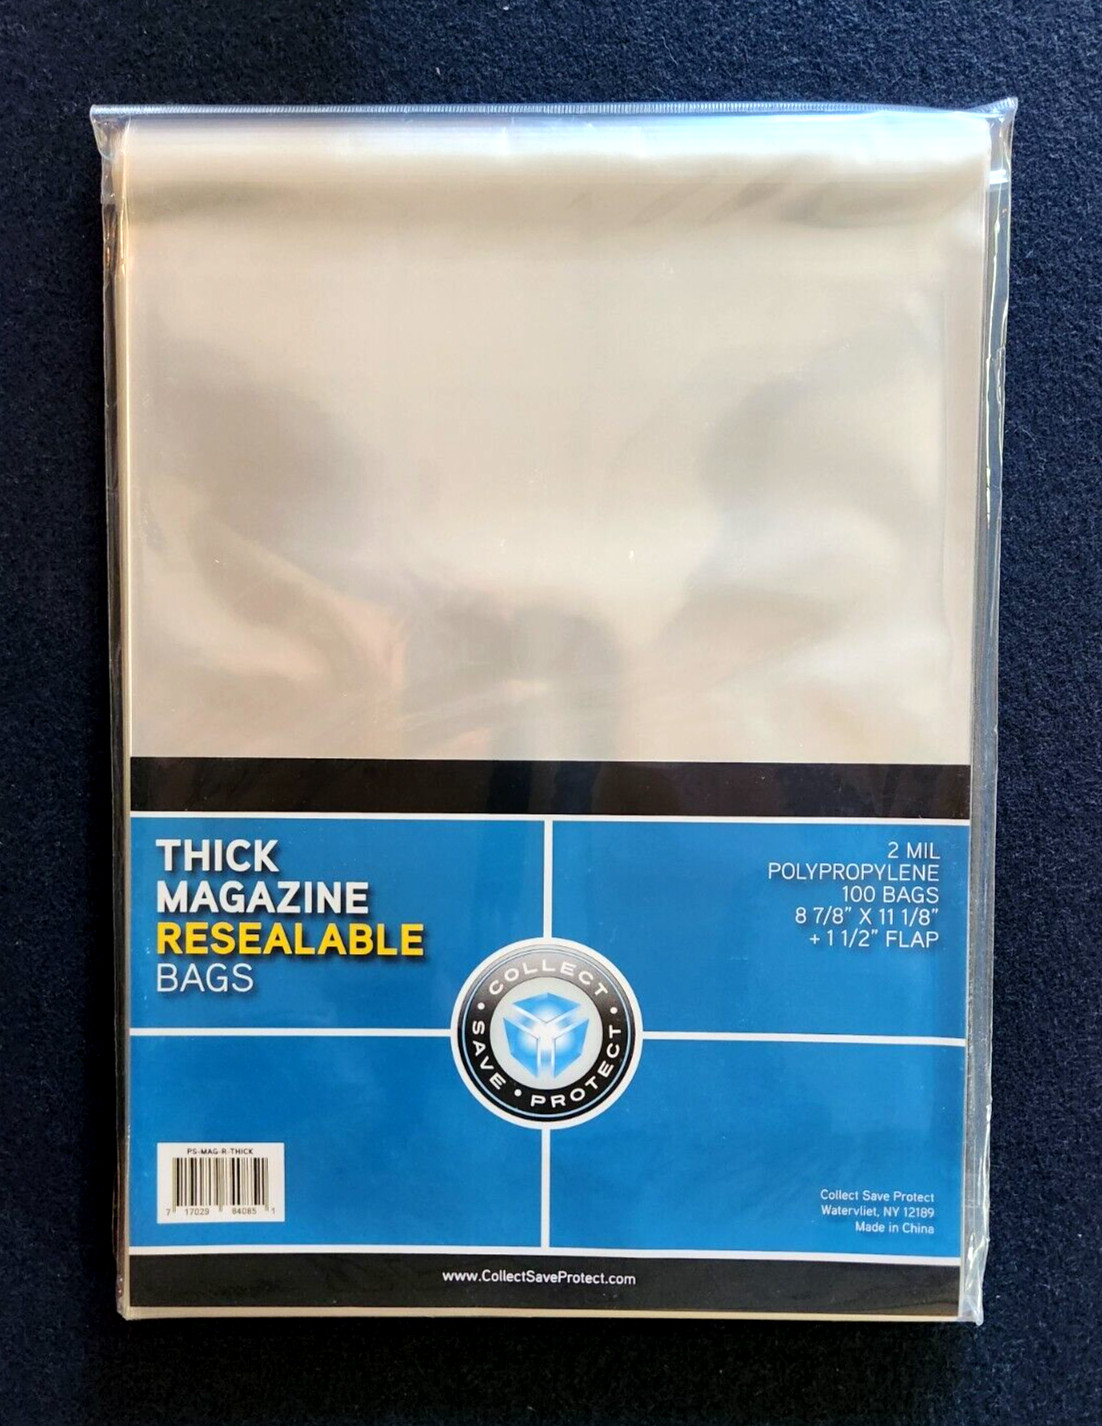 THICK
MAGAZINE
RESEALABLE
BAGS
2 MIL
POLYPROPYLENE
100 BAGS
8 7/8" X 11 1/8"
+ 1 1/2" FLAP
COLLECT • PROTECT • SAVE •
PS-MAG-R-THICK
7 17029 84085 1
Collect Save Protect
Watervliet, NY 12189
Made in China
www.CollectSaveProtect.com